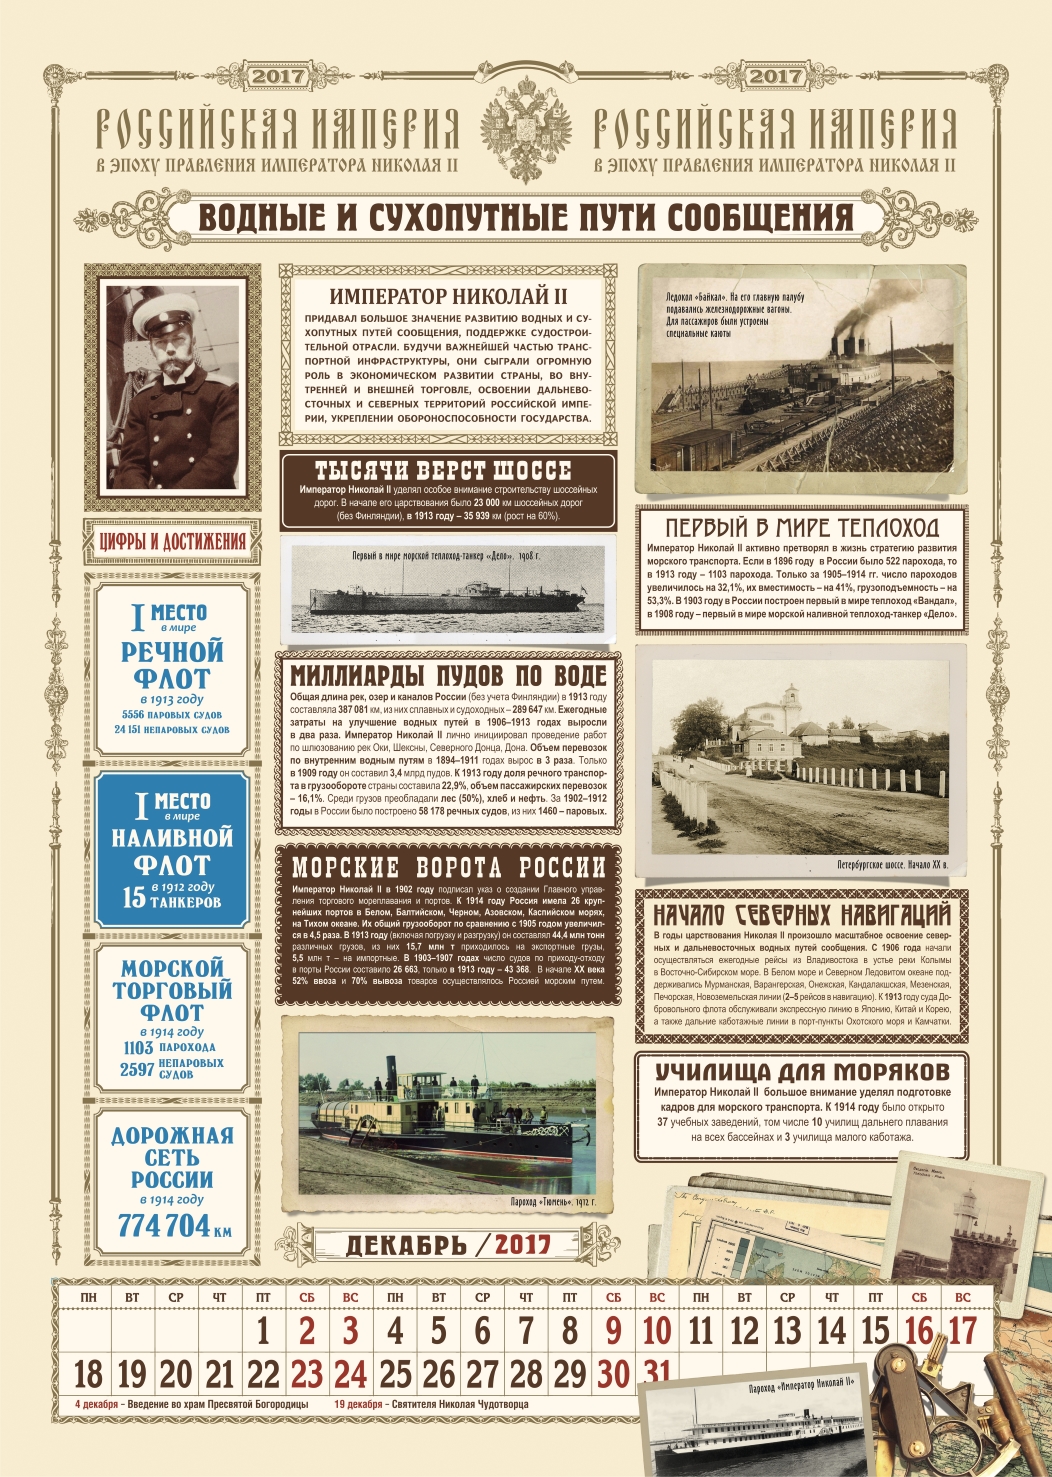 2017
2017
РОССИЙСКАЯ ИМПЕРИЯ
В ЭПОХУ ПРАВЛЕНИЯ ИМПЕРАТОРА НИКОЛАЯ II
РОССИЙСКАЯ ИМПЕРИЯ
В ЭПОХУ ПРАВЛЕНИЯ ИМПЕРАТОРА НИКОЛАЯ II
ВОДНЫЕ И СУХОПУТНЫЕ ПУТИ СООБЩЕНИЯ
ЦИФРЫ И ДОСТИЖЕНИЯ
I МЕСТО
в мире
РЕЧНОЙ
ФЛОТ
в 1913 году
5556 ПАРОВЫХ СУДОВ
24 151 НЕПАРОВЫХ СУДОВ
I МЕСТО
в мире
НАЛИВНОЙ
ФЛОТ
15 в 1912 году
ТАНКЕРОВ
МОРСКОЙ
ТОРГОВЫЙ
ФЛОТ
в 1914 году
1103 ПАРОХОДА
2597 НЕПАРОВЫХ
СУДОВ
ДОРОЖНАЯ
СЕТЬ
РОССИИ
в 1914 году
774 704 КМ
ИМПЕРАТОР НИКОЛАЙ II
ПРИДАВАЛ БОЛЬШОЕ ЗНАЧЕНИЕ РАЗВИТИЮ ВОДНЫХ И СУ-
ХОПУТНЫХ ПУТЕЙ СООБЩЕНИЯ, ПОДДЕРЖКЕ СУДОСТРОИ-
ТЕЛЬНОЙ ОТРАСЛИ. БУДУЧИ ВАЖНЕЙШЕЙ ЧАСТЬЮ ТРАНС-
ПОРТНОЙ ИНФРАСТРУКТУРЫ, ОНИ СЫГРАЛИ ОГРОМНУЮ
РОЛЬ В ЭКОНОМИЧЕСКОМ РАЗВИТИИ СТРАНЫ, ВО ВНУ-
ТРЕННЕЙ И ВНЕШНЕЙ ТОРГОВЛЕ, ОСВОЕНИИ ДАЛЬНЕВО-
СТОЧНЫХ И СЕВЕРНЫХ ТЕРРИТОРИЙ РОССИЙСКОЙ ИМПЕ-
РИИ, УКРЕПЛЕНИИ ОБОРОНОСПОСОБНОСТИ ГОСУДАРСТВА.
ТЫСЯЧИ ВЕРСТ ШОССЕ
Император Николай II уделял особое внимание строительству шоссейных
дорог. В начале его царствования было 23 000 км шоссейных дорог
(без Финляндии), в 1913 году – 35 939 км (рост на 60%).
Первый в мире морской теплоход-танкер «Дело». 1908 г.
МИЛЛИАРДЫ ПУДОВ ПО ВОДЕ
Общая длина рек, озер и каналов России (без учета Финляндии) в 1913 году
составляла 387 081 км, из них сплавных и судоходных – 289 647 км. Ежегодные
затраты на улучшение водных путей в 1906–1913 годах выросли
в два раза. Император Николай II лично инициировал проведение работ
по шлюзованию рек Оки, Шексны, Северного Донца, Дона. Объем перевозок
по внутренним водным путям в 1894–1911 годах вырос в 3 раза. Только
в 1909 году он составил 3,4 млрд пудов. К 1913 году доля речного транспор-
та в грузообороте страны составила 22,9%, объем пассажирских перевозок
– 16,1%. Среди грузов преобладали лес (50%), хлеб и нефть. За 1902–1912
годы в России было построено 58 178 речных судов, из них 1460 – паровых.
МОРСКИЕ ВОРОТА РОССИИ
Император Николай II в 1902 году подписал указ о создании Главного управ-
ления торгового мореплавания и портов. К 1914 году Россия имела 26 круп-
нейших портов в Белом, Балтийском, Черном, Азовском, Каспийском морях,
на Тихом океане. Их общий грузооборот по сравнению с 1905 годом увеличил-
ся в 4,5 раза. В 1913 году (включая погрузку и разгрузку) он составлял 44,4 млн тонн
различных грузов, из них 15,7 млн т приходилось на экспортные грузы,
5,5 млн т – на импортные. В 1903–1907 годах число судов по приходу-отходу
в порты России составило 26 663, только в 1913 году – 43 368. В начале XX века
52% ввоза и 70% вывоза товаров осуществлялось Россией морским путем.
Пароход «Тюмень». 1912 г.
Ледокол «Байкал». На его главную палубу
подавались железнодорожные вагоны.
Для пассажиров были устроены
специальные каюты
ПЕРВЫЙ В МИРЕ ТЕПЛОХОД
Император Николай II активно претворял в жизнь стратегию развития
морского транспорта. Если в 1896 году в России было 522 парохода, то
в 1913 году – 1103 парохода. Только за 1905–1914 гг. число пароходов
увеличилось на 32,1%, их вместимость – на 41%, грузоподъемность – на
53,3%. В 1903 году в России построен первый в мире теплоход «Вандал»,
в 1908 году – первый в мире морской наливной теплоход-танкер «Дело».
Петербургское шоссе. Начало XX в.
НАЧАЛО СЕВЕРНЫХ НАВИГАЦИЙ
В годы царствования Николая II произошло масштабное освоение север-
ных и дальневосточных водных путей сообщения. С 1906 года начали
осуществляться ежегодные рейсы из Владивостока в устье реки Колымы
в Восточно-Сибирском море. В Белом море и Северном Ледовитом океане под-
держивались Мурманская, Варангерская, Онежская, Кандалакшская, Мезенская,
Печорская, Новоземельская линии (2–5 рейсов в навигацию). К 1913 году суда До-
бровольного флота обслуживали экспрессную линию в Японию, Китай и Корею,
а также дальние каботажные линии в порт-пункты Охотского моря и Камчатки.
УЧИЛИЩА ДЛЯ МОРЯКОВ
Император Николай II большое внимание уделял подготовке
кадров для морского транспорта. К 1914 году было открыто
37 учебных заведений, том числе 10 училищ дальнего плавания
на всех бассейнах и 3 училища малого каботажа.
ДЕКАБРЬ / 2017
ПН ВТ СР ЧТ ПТ СБ ВС ПН ВТ СР ЧТ ПТ СБ ВС ПН ВТ СР ЧТ ПТ СБ ВС
1 2 3 4 5 6 7 8 9 10 11 12 13 14 15 16 17
18 19 20 21 22 23 24 25 26 27 28 29 30 31
4 декабря – Введение во храм Пресвятой Богородицы 19 декабря – Святителя Николая Чудотворца
Пароход «Император Николай II»